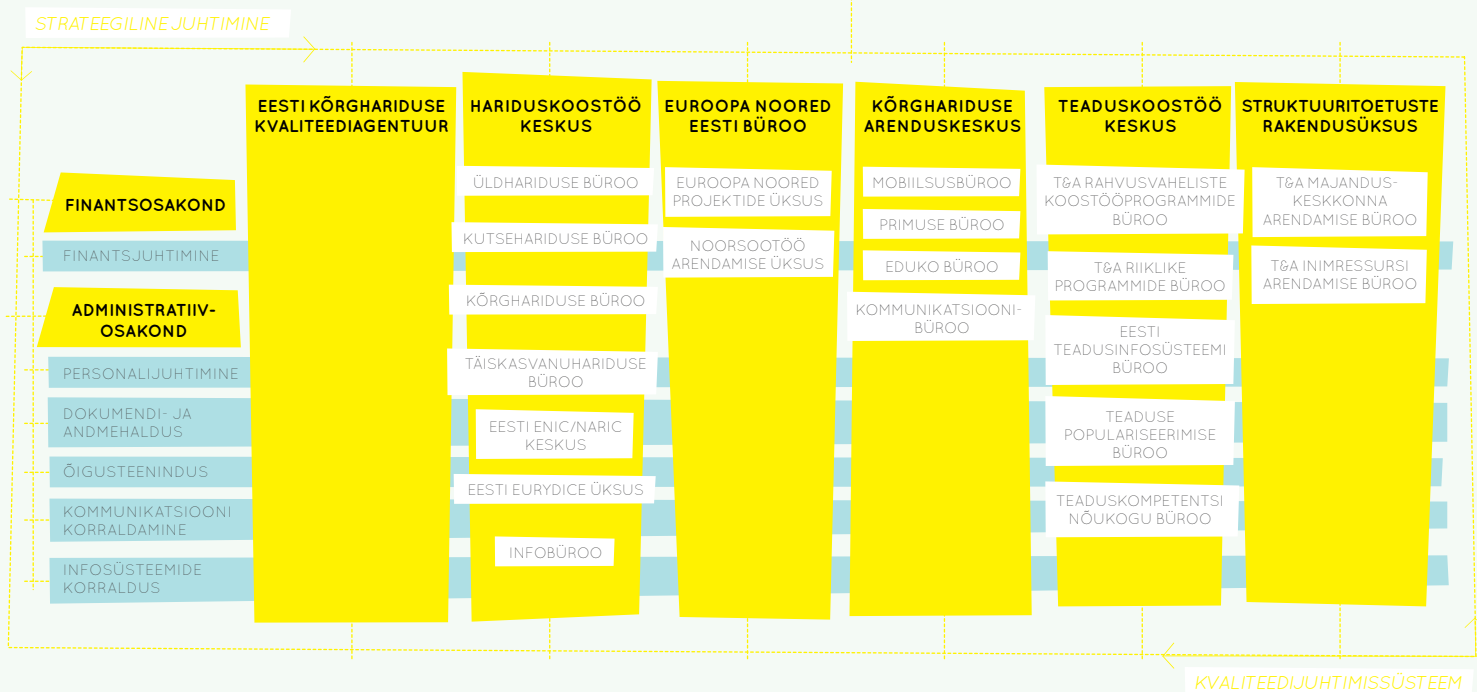 STRATEEGILINE JUHTIMINE
EESTI KÕRGHARIDUSE
KVALITEEDIAGENTUUR
HARIDUSKOOSTÖÖ
KESKUS
ÜLDHARIDUSE BÜROO
KUTSEHARIDUSE BÜROO
KÕRGHARIDUSE BÜROO
TÄISKASVANUHARIDUSE
BÜROO
EESTI ENIC/NARIC
KESKUS
EESTI EURYDICE ÜKSUS
INFOBÜROO
EUROOPA NOORED
EESTI BÜROO
EUROOPA NOORED
PROJEKTIDE ÜKSUS
NOORSOOTÖÖ
ARENDAMISE ÜKSUS
KÕRGHARIDUSE
ARENDUSKESKUS
MOBIILSUSBÜROO
PRIMUSE BÜROO
EDUKO BÜROO
KOMMUNIKATSIOONI-
BÜROO
TEADUSKOOSTÖÖ
KESKUS
T&A RAHVUSVAHELISTE
KOOSTÖÖPROGRAMMIDE
BÜROO
T&A RIIKLIKE
PROGRAMMIDE BÜROO
EESTI
TEADUSINFOSÜSTEEMI
BÜROO
TEADUSE
POPULARISEERIMISE
BÜROO
TEADUSKOMPETENTSI
NÕUKOGU BÜROO
STRUKTUURITOETUSTE
RAKENDUSÜKSUS
T&A MAJANDUS-
KESKKONNA
ARENDAMISE BÜROO
T&A INIMRESSURSI
ARENDAMISE BÜROO
FINANTSOSAKOND
FINANTSJUHTIMINE
ADMINISTRATIIV-
OSAKOND
PERSONALIJUHTIMINE
DOKUMENDI- JA
ANDMEHALDUS
ÕIGUSTEENINDUS
KOMMUNIKATSIOONI
KORRALDAMINE
INFOSÜSTEEMIDE
KORRALDUS
KVALITEEDIJUHTIMISSÜSTEEM